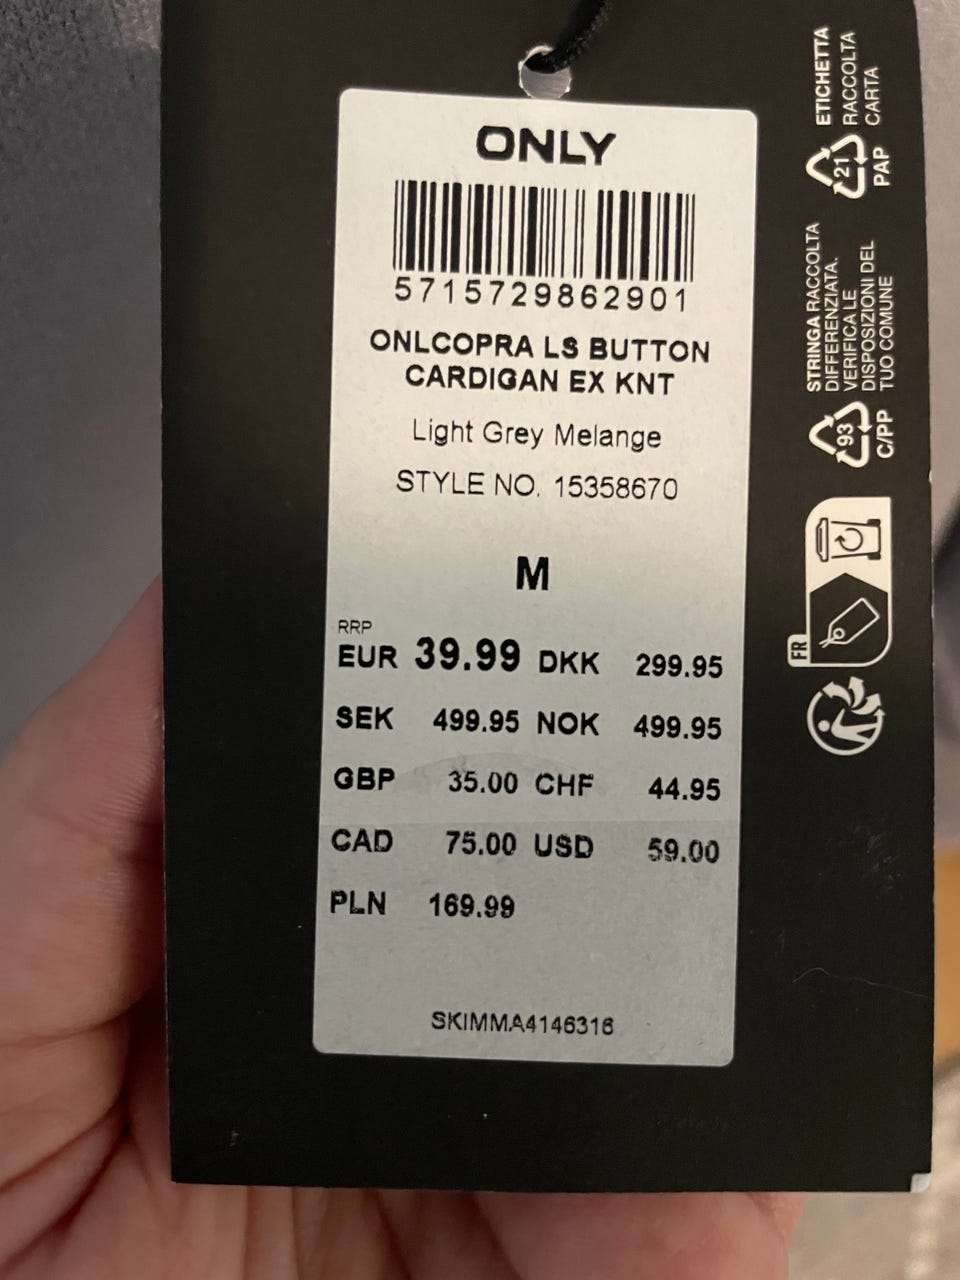 ONLY
5715729862901
ONLCOPRA LS BUTTON
CARDIGAN EX KNT
Light Grey Melange
STYLE NO. 15358670
M
RRP
EUR 39.99 DKK 299.95
SEK 499.95 NOK 499.95
GBP 35.00 CHF 44.95
CAD 75.00 USD 59.00
PLN 169.99
SKIMMA4146316
ETICHETTA
RACCOLTA
CARTA
21
PAP
STRINGA RACCOLTA
DIFFERENZIATA.
VERIFICA LE
DISPOSIZIONI DEL
TUO COMUNE
93
C/PP
FR